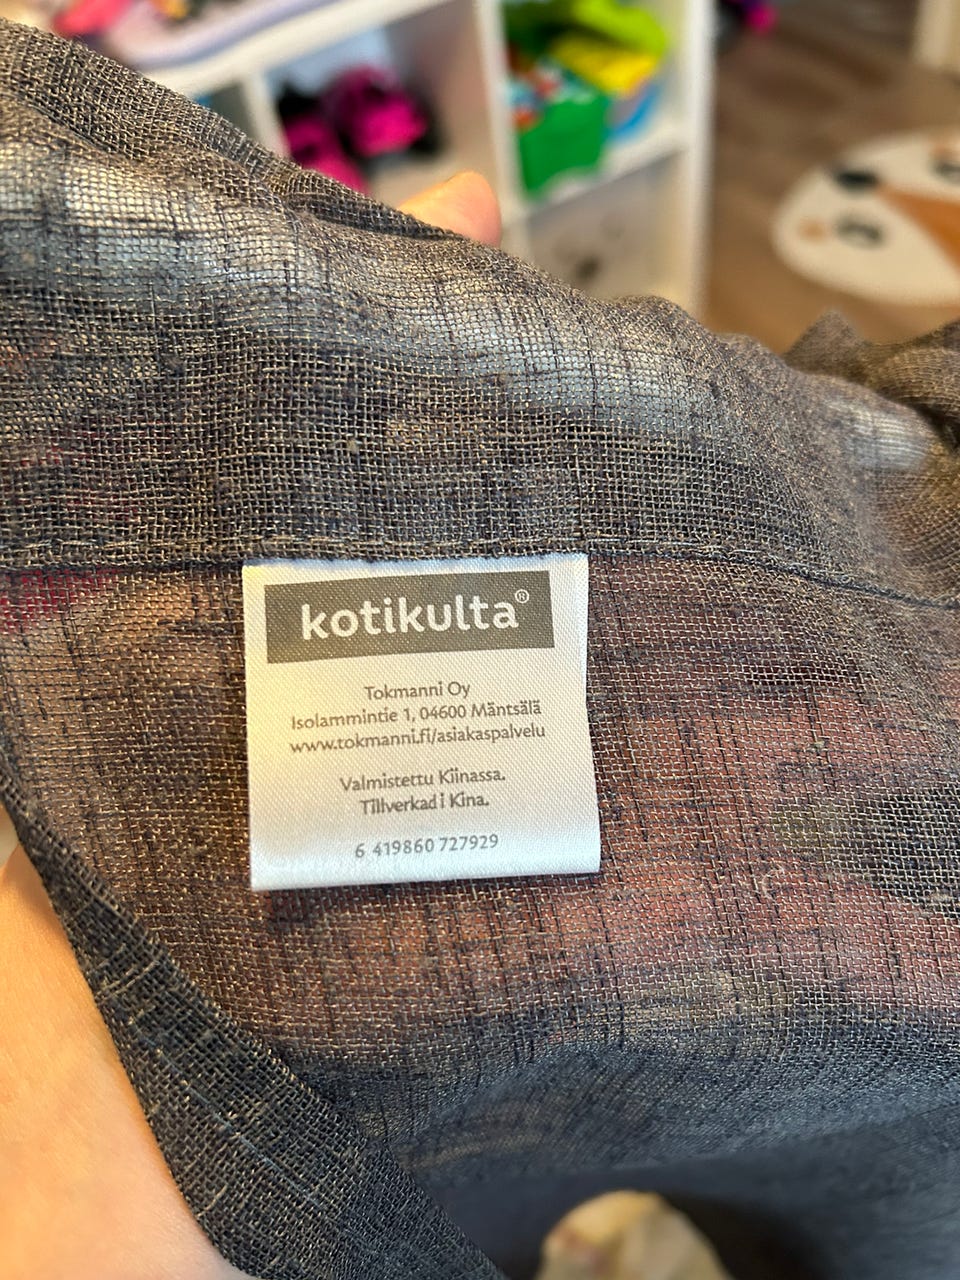 kotikulta®
Tokmanni Oy
Isolammintie 1, 04600 Mäntsälä
www.tokmanni.fi/asiakaspalvelu
Valmistettu Kiinassa.
Tillverkad i Kina.
6 419860 727929